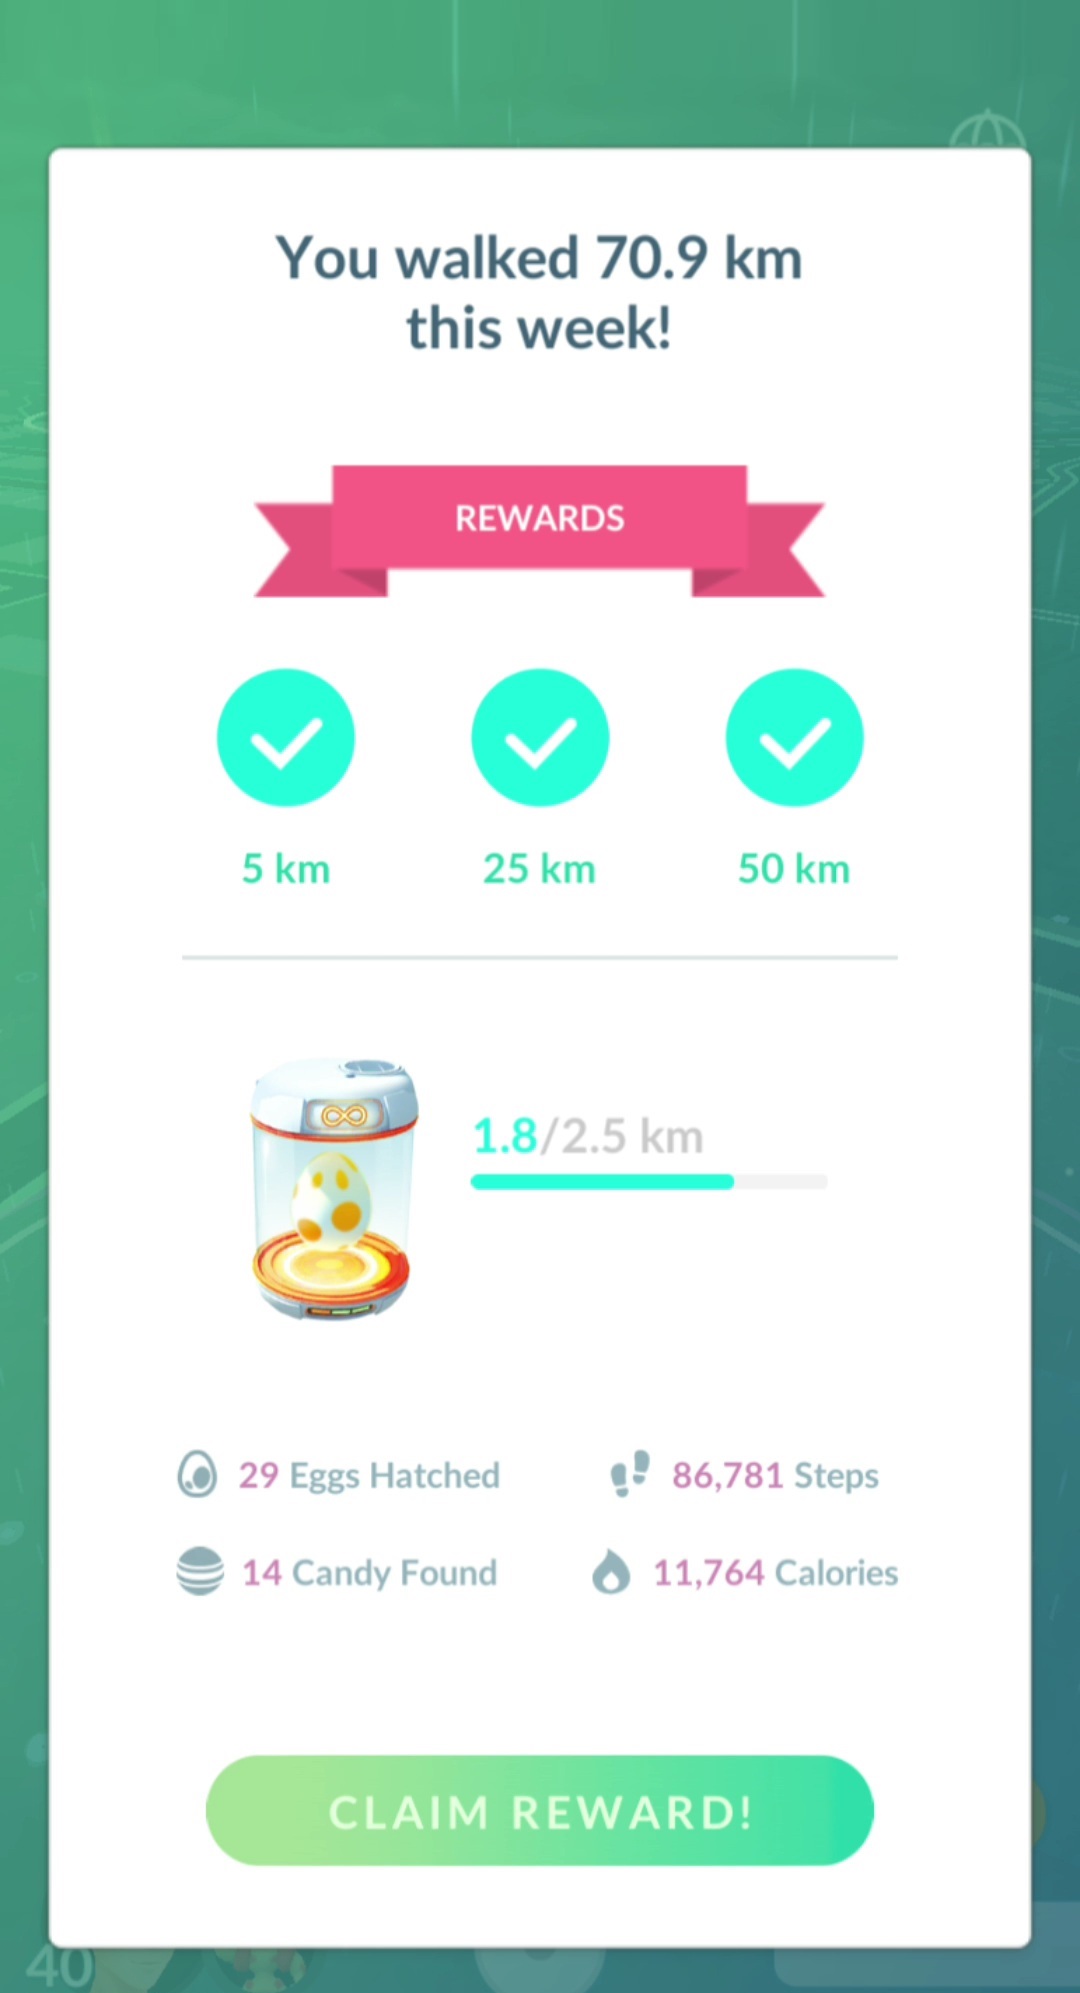 You walked 70.9 km
this week!
REWARDS
5 km
25 km
50 km
1.8/2.5 km
29 Eggs Hatched
86,781 Steps
14 Candy Found
11,764 Calories
CLAIM REWARD!
40